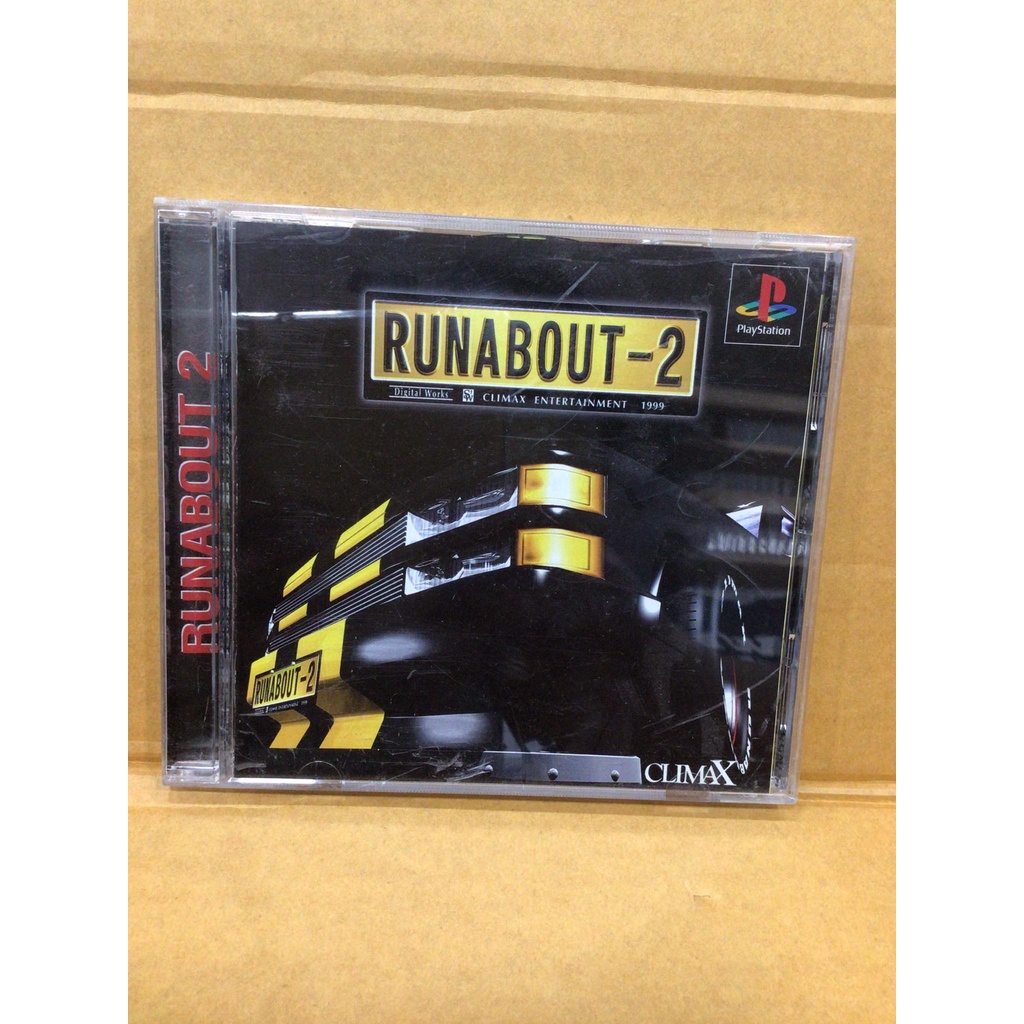 RUNABOUT 2
RUNABOUT-2
Digital Works CLIMAX ENTERTAINMENT 1999
PlayStation
RUNABOUT-2
CLIMAX